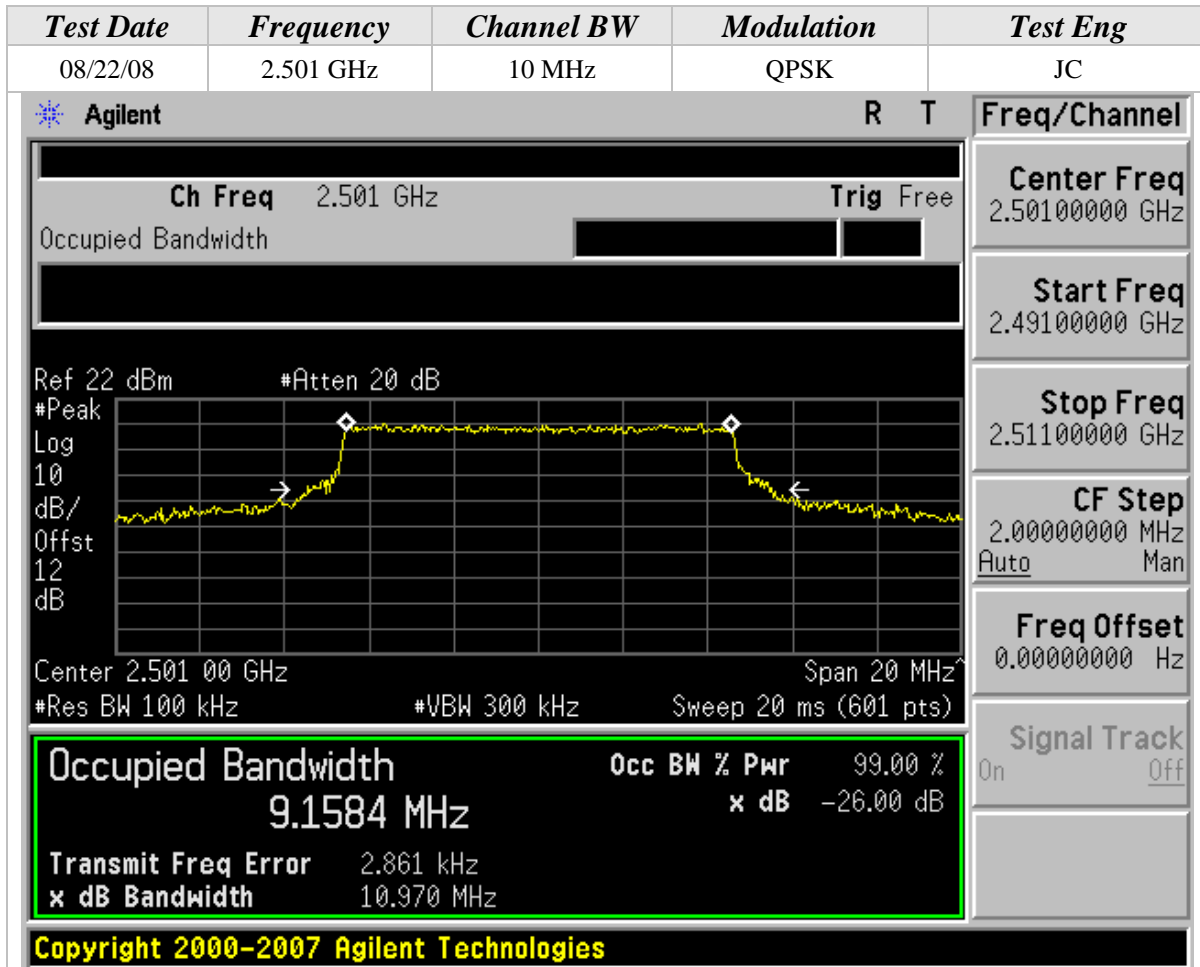 Test Date Frequency Channel BW Modulation Test Eng
08/22/08 2.501 GHz 10 MHz QPSK JC
Agilent R T Freq/Channel
Ch Freq 2.501 GHz Trig Free
Occupied Bandwidth
Center Freq
2.50100000 GHz
Start Freq
2.49100000 GHz
Stop Freq
2.51100000 GHz
CF Step
2.00000000 MHz
Auto Man
Freq Offset
0.00000000 Hz
Signal Track
On Off
Ref 22 dBm #Atten 20 dB
#Peak
Log
10
dB/
Offst
12
dB
Center 2.501 00 GHz Span 20 MHz^
#Res BW 100 kHz #VBW 300 kHz Sweep 20 ms (601 pts)
Occupied Bandwidth Occ BW % Pwr 99.00 %
9.1584 MHz x dB -26.00 dB
Transmit Freq Error 2.861 kHz
x dB Bandwidth 10.970 MHz
Copyright 2000-2007 Agilent Technologies